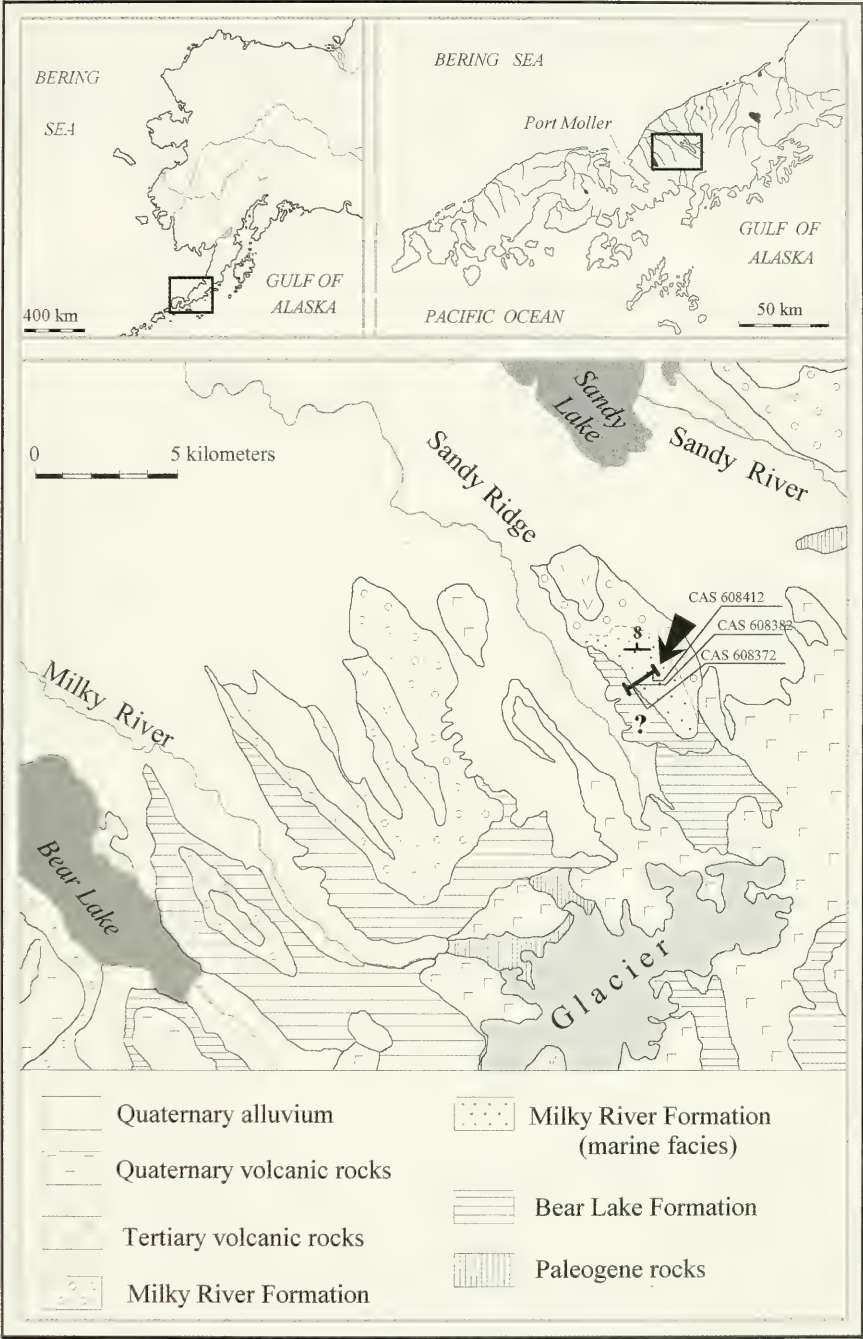 BERING
SEA
GULF OF
ALASKA
400 km
BERING SEA
Port Moller
GULF OF
ALASKA
PACIFIC OCEAN
50 km
Sandy
Lake
Sandy River
0 5 kilometers
Sandy Ridge
CAS 608412
8
CAS 608382
CAS 608372
?
Milky River
Bear Lake
Glacier
Quaternary alluvium
Quaternary volcanic rocks
Tertiary volcanic rocks
Milky River Formation
Milky River Formation
(marine facies)
Bear Lake Formation
Paleogene rocks